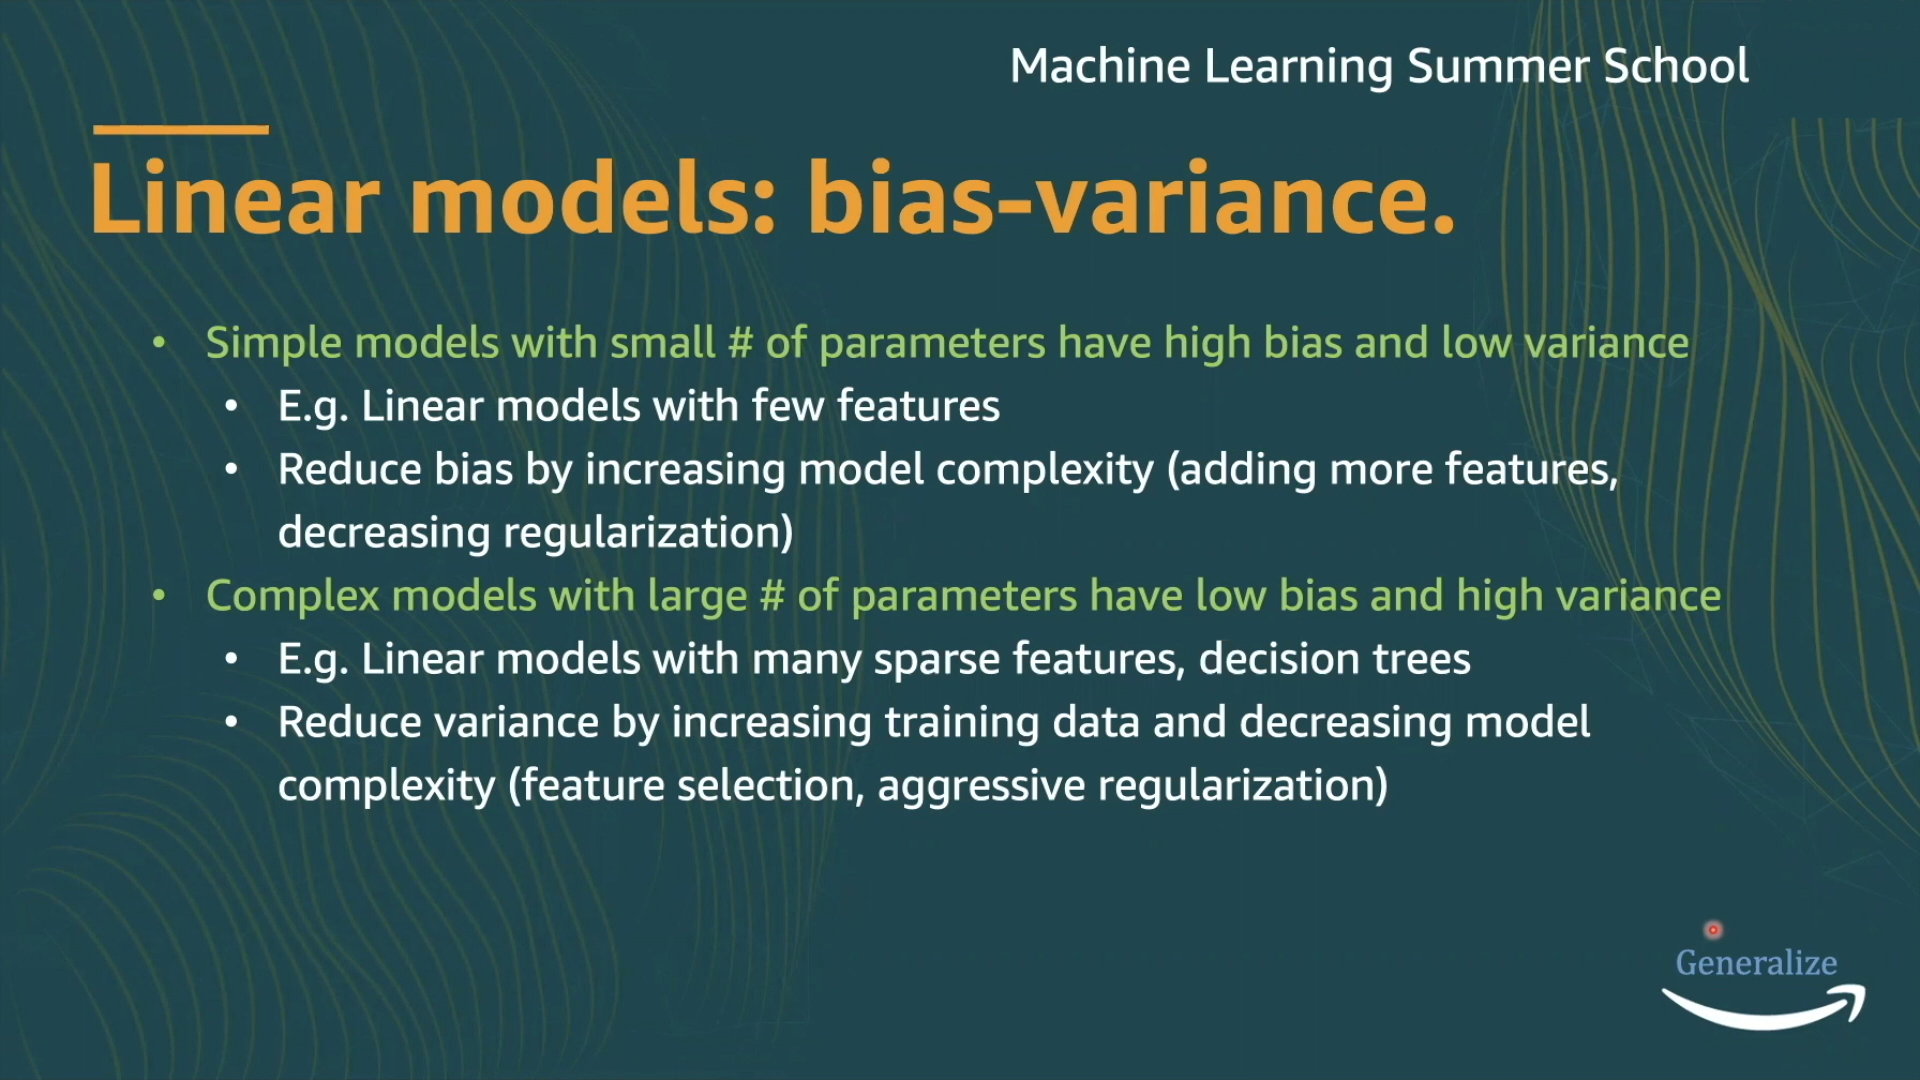 Machine Learning Summer School
Linear models: bias-variance.
• Simple models with small # of parameters have high bias and low variance
• E.g. Linear models with few features
• Reduce bias by increasing model complexity (adding more features,
decreasing regularization)
• Complex models with large # of parameters have low bias and high variance
• E.g. Linear models with many sparse features, decision trees
• Reduce variance by increasing training data and decreasing model
complexity (feature selection, aggressive regularization)
Generalize